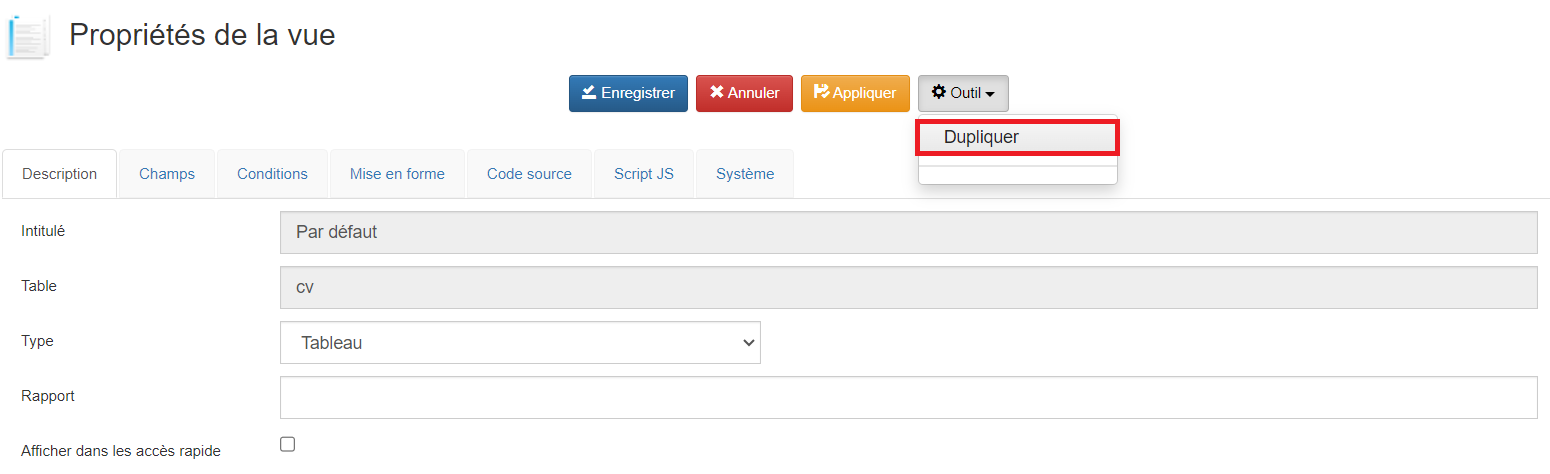 Propriétés de la vue
Enregistrer Annuler Appliquer Outil
Dupliquer
Description Champs Conditions Mise en forme Code source Script JS Système
Intitulé Par défaut
Table cv
Type Tableau
Rapport
Afficher dans les accès rapide